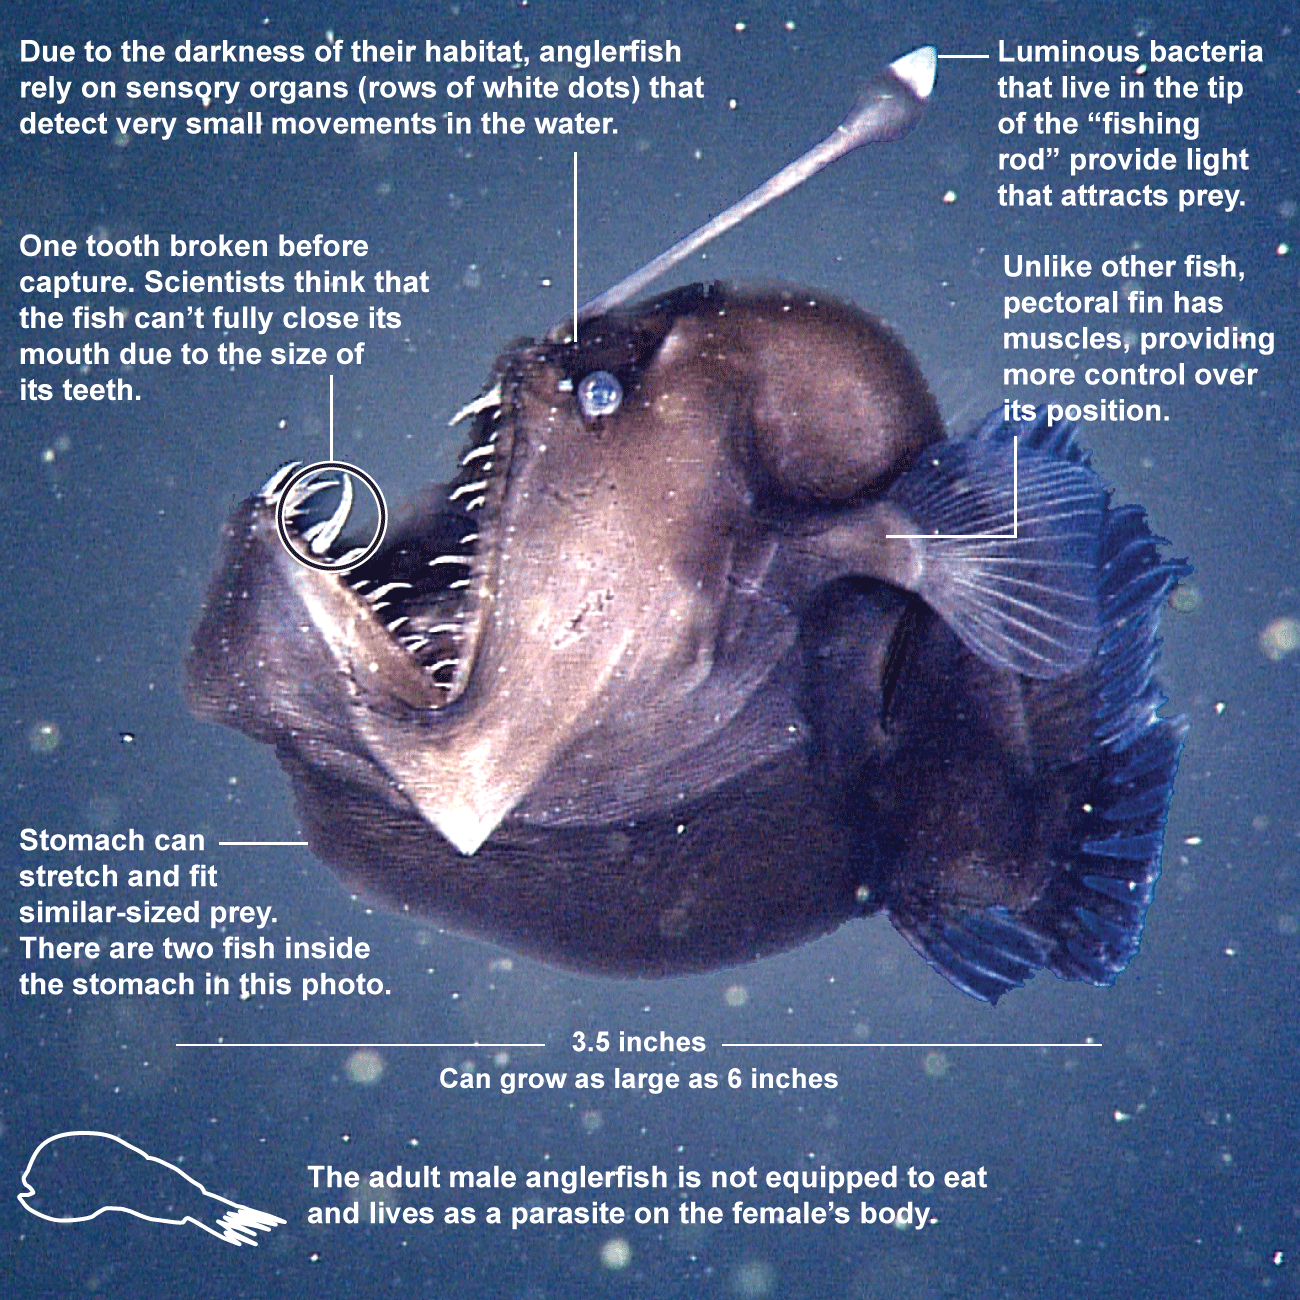 Due to the darkness of their habitat, anglerfish
rely on sensory organs (rows of white dots) that
detect very small movements in the water.
Luminous bacteria
that live in the tip
of the “fishing
rod” provide light
that attracts prey.
One tooth broken before
capture. Scientists think that
the fish can’t fully close its
mouth due to the size of
its teeth.
Unlike other fish,
pectoral fin has
muscles, providing
more control over
its position.
Stomach can
stretch and fit
similar-sized prey.
There are two fish inside
the stomach in this photo.
3.5 inches
Can grow as large as 6 inches
The adult male anglerfish is not equipped to eat
and lives as a parasite on the female’s body.